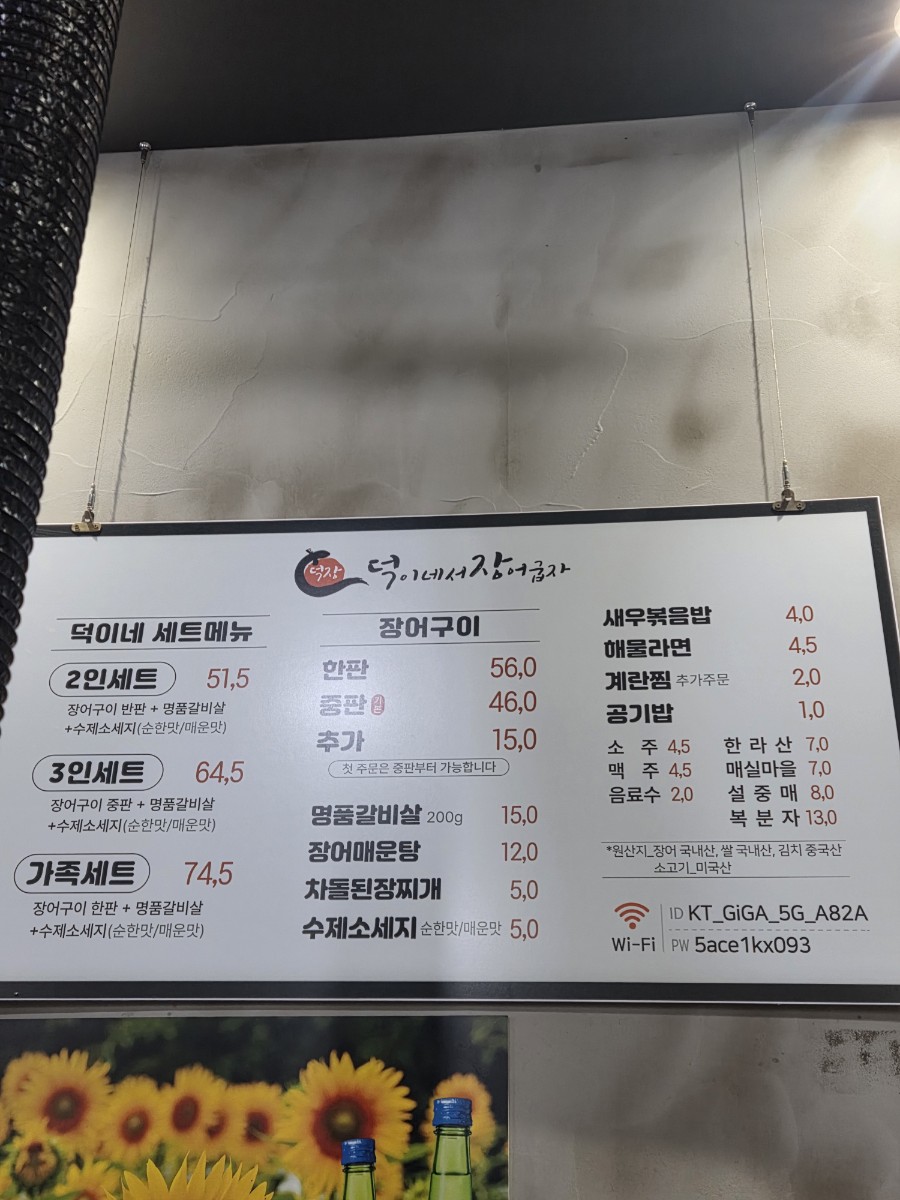 덕장 덕이네서장어굽자
덕이네 세트메뉴
2인세트 51,5
장어구이 반판 + 명품갈비살
+수제소세지(순한맛/매운맛)
3인세트 64,5
장어구이 중판 + 명품갈비살
+수제소세지(순한맛/매운맛)
가족세트 74,5
장어구이 한판 + 명품갈비살
+수제소세지(순한맛/매운맛)
장어구이
한판 56,0
중판 기본 46,0
추가 15,0
첫 주문은 중판부터 가능합니다
명품갈비살 200g 15,0
장어매운탕 12,0
차돌된장찌개 5,0
수제소세지 순한맛/매운맛 5,0
새우볶음밥 4,0
해물라면 4,5
계란찜 추가주문 2,0
공기밥 1,0
소 주 4,5 한 라 산 7,0
맥 주 4,5 매실마을 7,0
음료수 2,0 설 중 매 8,0
복 분 자 13,0
*원산지_장어 국내산, 쌀 국내산, 김치 중국산
소고기_미국산
Wi-Fi
ID KT_GiGA_5G_A82A
PW 5ace1kx093